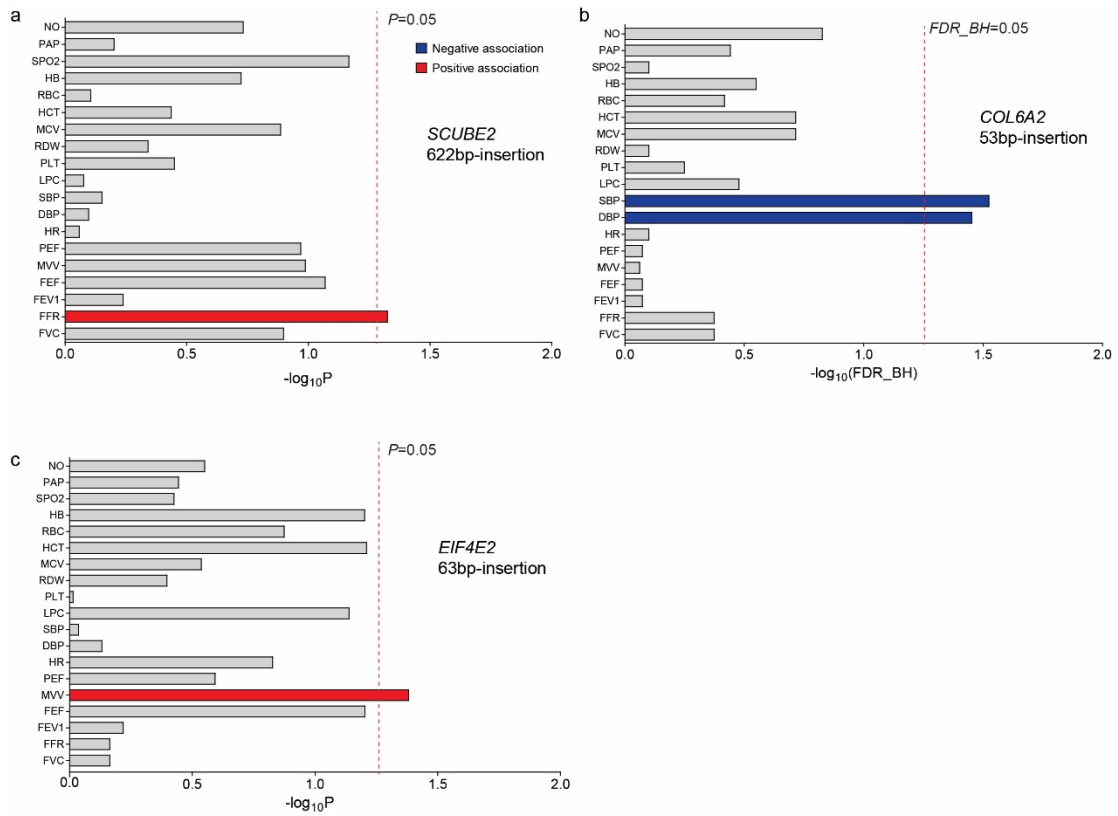 a
P=0.05
Negative association
Positive association
SCUBE2
622bp-insertion
NO
PAP
SPO2
HB
RBC
HCT
MCV
RDW
PLT
LPC
SBP
DBP
HR
PEF
MVV
FEF
FEV1
FFR
FVC
0.0 0.5 1.0 1.5 2.0
-log10P
b
FDR_BH=0.05
COL6A2
53bp-insertion
NO
PAP
SPO2
HB
RBC
HCT
MCV
RDW
PLT
LPC
SBP
DBP
HR
PEF
MVV
FEF
FEV1
FFR
FVC
0.0 0.5 1.0 1.5 2.0
-log10(FDR_BH)
c
P=0.05
EIF4E2
63bp-insertion
NO
PAP
SPO2
HB
RBC
HCT
MCV
RDW
PLT
LPC
SBP
DBP
HR
PEF
MVV
FEF
FEV1
FFR
FVC
0.0 0.5 1.0 1.5 2.0
-log10P